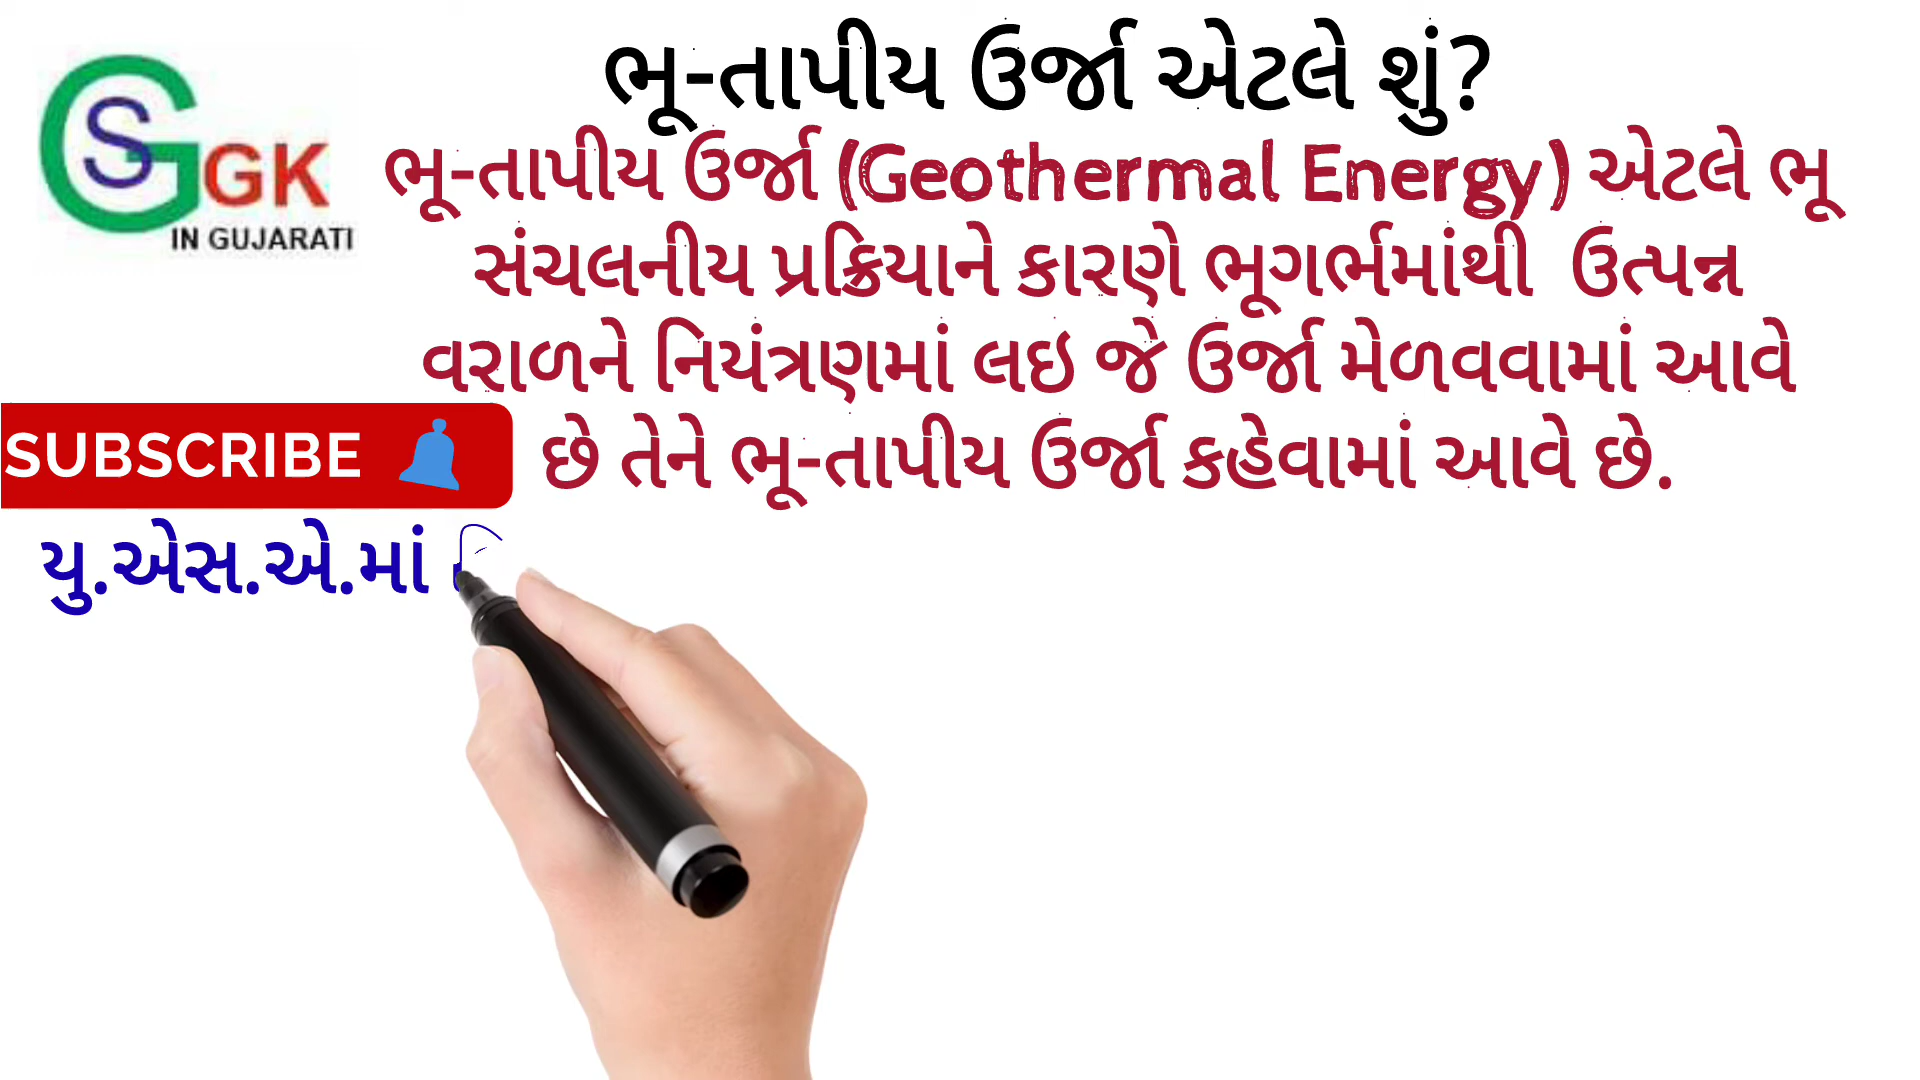 ભૂ-તાપીય ઉર્જા એટલે શું?
GSGK
IN GUJARATI
ભૂ-તાપીય ઉર્જા (Geothermal Energy) એટલે ભૂ
સંચલનીય પ્રક્રિયાને કારણે ભૂગર્ભમાંથી ઉત્પન્ન
વરાળને નિયંત્રણમાં લઇ જે ઉર્જા મેળવવામાં આવે
છે તેને ભૂ-તાપીય ઉર્જા કહેવામાં આવે છે.
SUBSCRIBE
યુ.એસ.એ.માં